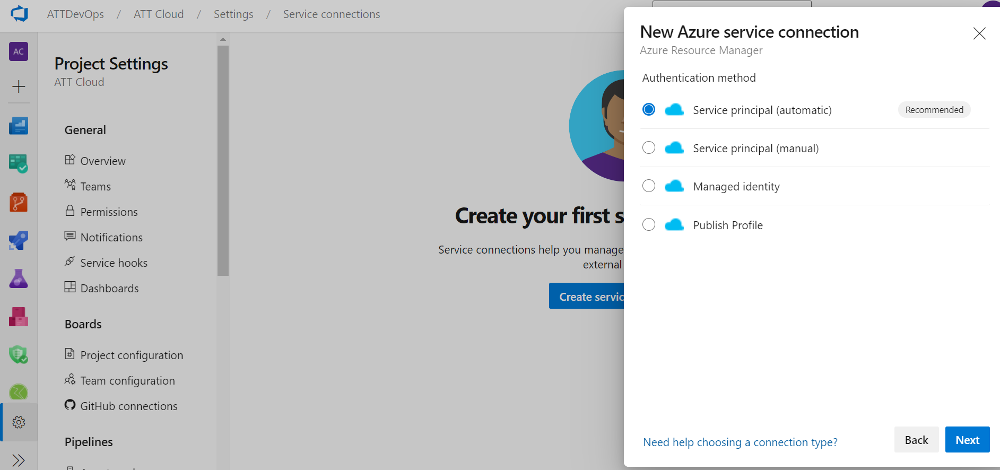 ATTDevOps / ATT Cloud / Settings / Service connections
AC
Project Settings
ATT Cloud
General
Overview
Teams
Permissions
Notifications
Service hooks
Dashboards
Boards
Project configuration
Team configuration
GitHub connections
Pipelines
Create your first s
Service connections help you manage
external
Create servic
New Azure service connection
Azure Resource Manager
Authentication method
Service principal (automatic) Recommended
Service principal (manual)
Managed identity
Publish Profile
Need help choosing a connection type? Back Next